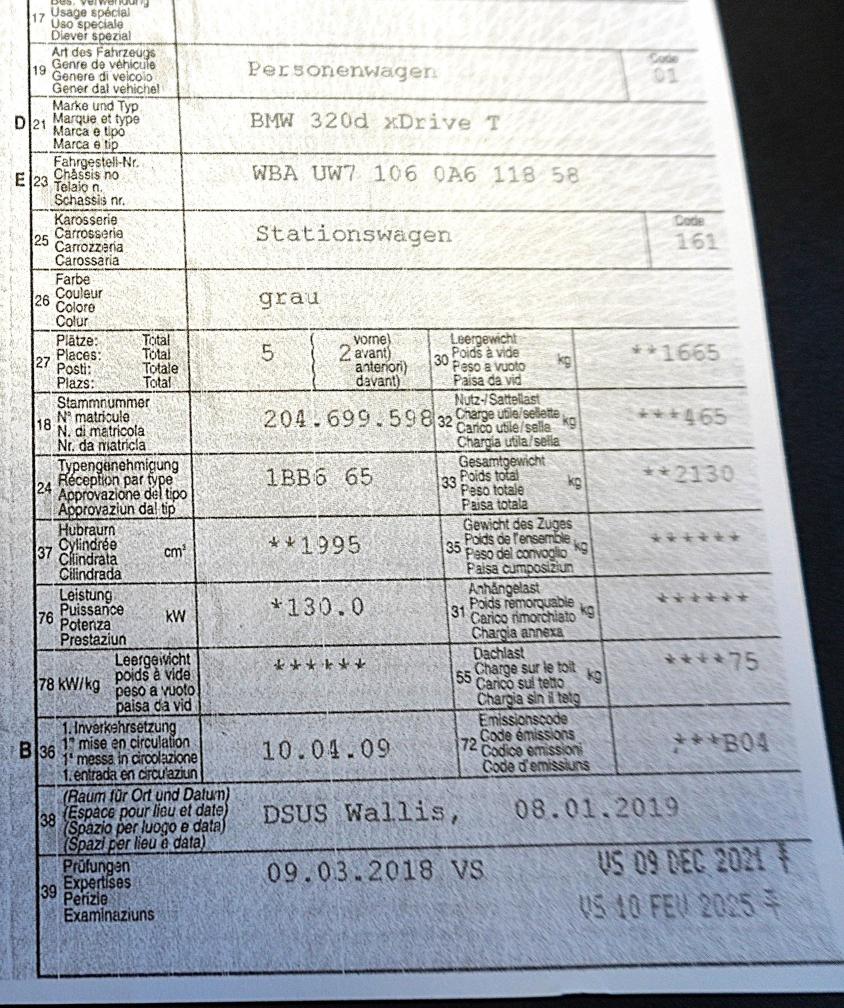 Bes. Verwendung
17 Usage spécial
Uso speciale
Diever spezial
19 Art des Fahrzeugs
Genre de véhicule
Genere di veicolo
Gener dal vehichel
Personenwagen
Code
01
D 21 Marke und Typ
Marque et type
Marca e tipo
Marca e tip
BMW 320d xDrive T
E 23 Fahrgestell-Nr.
Châssis no
Telaio n.
Schassis nr.
WBA UW7 106 0A6 118 58
25 Karosserie
Carrosserie
Carrozzeria
Carossaria
Stationswagen
Code
161
26 Farbe
Couleur
Colore
Colur
grau
27 Plätze: Total
Places: Total
Posti: Totale
Plazs: Total
5
2 vorne)
avant)
anteriori)
davant)
30 Leergewicht
Poids à vide kg
Peso a vuoto
Paisa da vid
**1665
18 Stammnummer
N° matricule
N. di matricola
Nr. da matricla
204.699.598
32 Nutz-/Sattellast
Charge utile/sellette kg
Carico utile/sella
Chargia utila/sella
***465
24 Typengenehmigung
Réception par type
Approvazione del tipo
Approvaziun dal tip
1BB6 65
33 Gesamtgewicht
Poids total kg
Peso totale
Paisa totala
**2130
37 Hubraum
Cylindrée cm³
Cilindrata
Cilindrada
**1995
35 Gewicht des Zuges
Poids de l'ensemble kg
Peso del convoglio
Paisa cumposiziun
******
76 Leistung
Puissance kW
Potenza
Prestaziun
*130.0
31 Anhängelast
Poids remorquable kg
Carico rimorchiato
Chargia annexa
******
78 kW/kg Leergewicht
poids à vide
peso a vuoto
paisa da vid
******
55 Dachlast
Charge sur le toit kg
Carico sul tetto
Chargia sin il tetg
****75
B 36 1. Inverkehrsetzung
1re mise en circulation
1a messa in circolazione
1. entrada en circulaziun
10.04.09
72 Emissionscode
Code émissions
Codice emissioni
Code d'emissiuns
***B04
38 (Raum für Ort und Datum)
(Espace pour lieu et date)
(Spazio per luogo e data)
(Spazi per lieu e data)
DSUS Wallis, 08.01.2019
39 Prüfungen
Expertises
Perizie
Examinaziuns
09.03.2018 VS
VS 09 DEC 2021
VS 10 FEV 2025